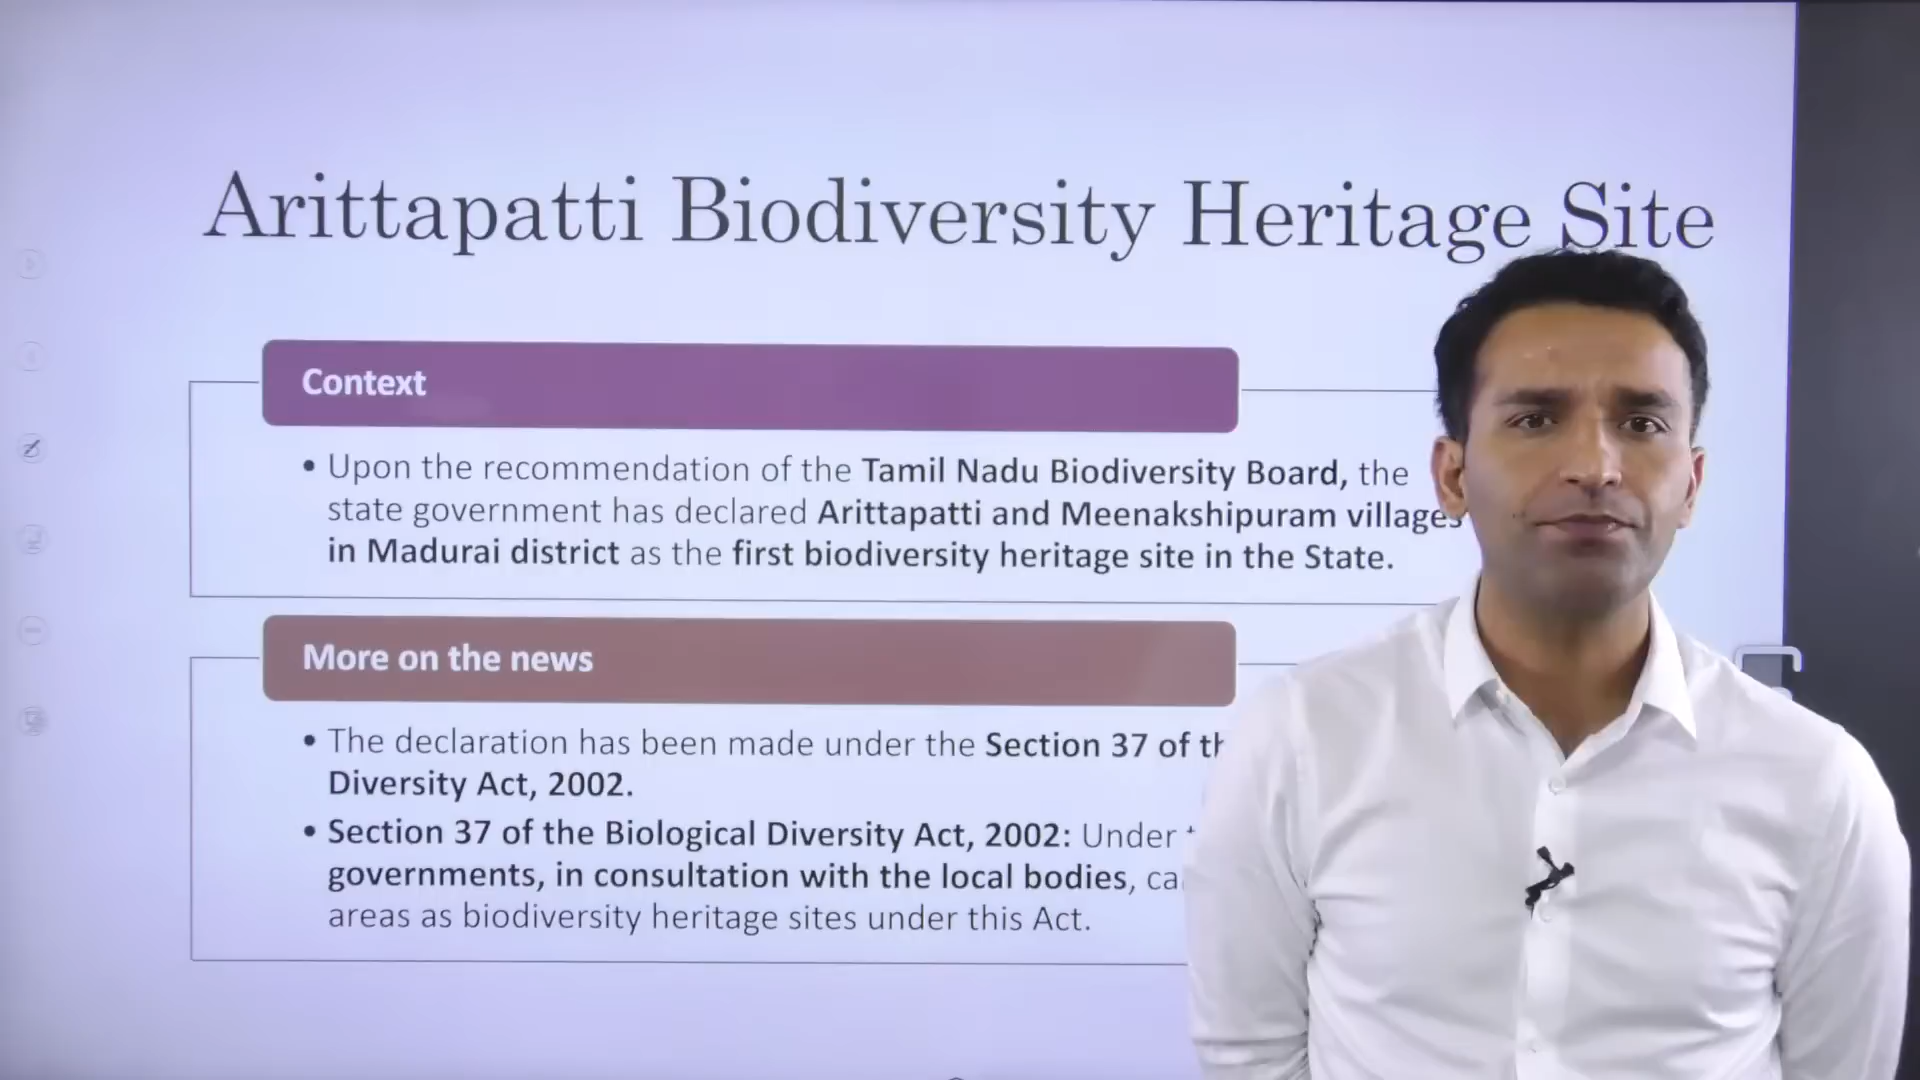 Arittapatti Biodiversity Heritage Site
Context
• Upon the recommendation of the Tamil Nadu Biodiversity Board, the
state government has declared Arittapatti and Meenakshipuram villages
in Madurai district as the first biodiversity heritage site in the State.
More on the news
• The declaration has been made under the Section 37 of
Diversity Act, 2002.
• Section 37 of the Biological Diversity Act, 2002: Under
governments, in consultation with the local bodies,
areas as biodiversity heritage sites under this Act.